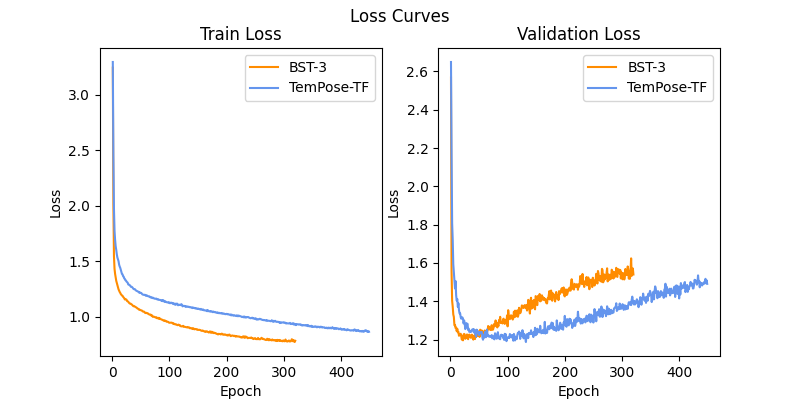 Loss Curves
Train Loss
BST-3
TemPose-TF
3.0
2.5
2.0
1.5
1.0
Loss
0
100
200
300
400
Epoch
Validation Loss
BST-3
TemPose-TF
2.6
2.4
2.2
2.0
1.8
1.6
1.4
1.2
Loss
0
100
200
300
400
Epoch